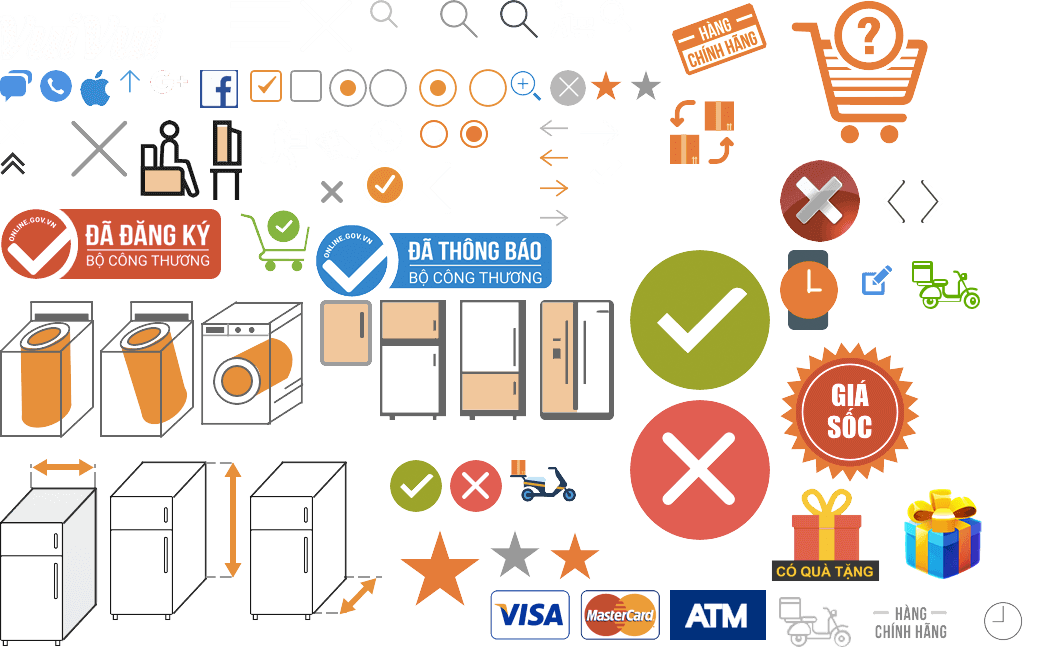 HÀNG
CHÍNH HÃNG
?
f
ONLINE.GOV.VN
ĐÃ ĐĂNG KÝ
BỘ CÔNG THƯƠNG
ONLINE.GOV.VN
ĐÃ THÔNG BÁO
BỘ CÔNG THƯƠNG
GIÁ
SỐC
CÓ QUÀ TẶNG
VISA
MasterCard
ATM
HÀNG
CHÍNH HÃNG